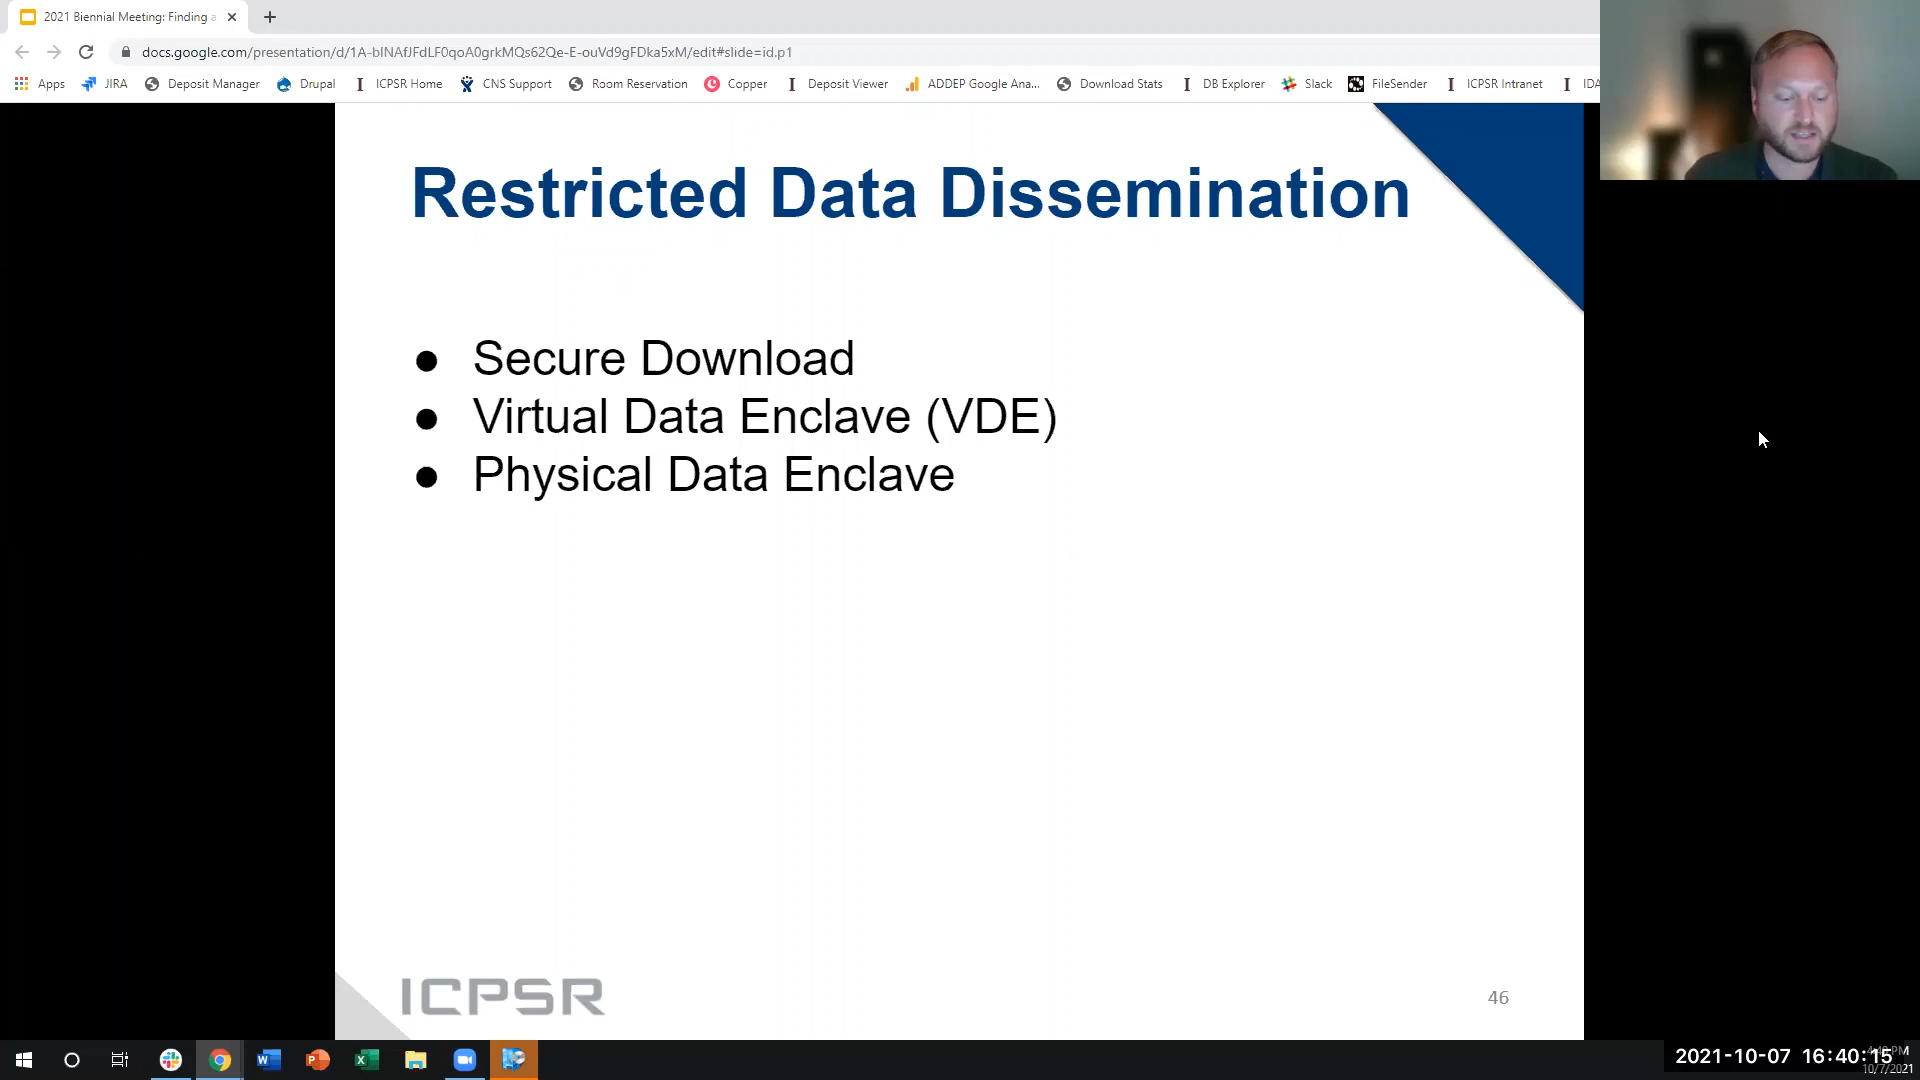 2021 Biennial Meeting: Finding a
docs.google.com/presentation/d/1A-bINAfJFdLF0qoA0grkMQs62Qe-E-ouVd9gFDka5xM/edit#slide=id.p1
Apps JIRA Deposit Manager Drupal ICPSR Home CNS Support Room Reservation Copper Deposit Viewer ADDEP Google Ana... Download Stats DB Explorer Slack FileSender ICPSR Intranet IDA
Restricted Data Dissemination
● Secure Download
● Virtual Data Enclave (VDE)
● Physical Data Enclave
ICPSR
46
2021-10-07 16:40:15
10/7/2021